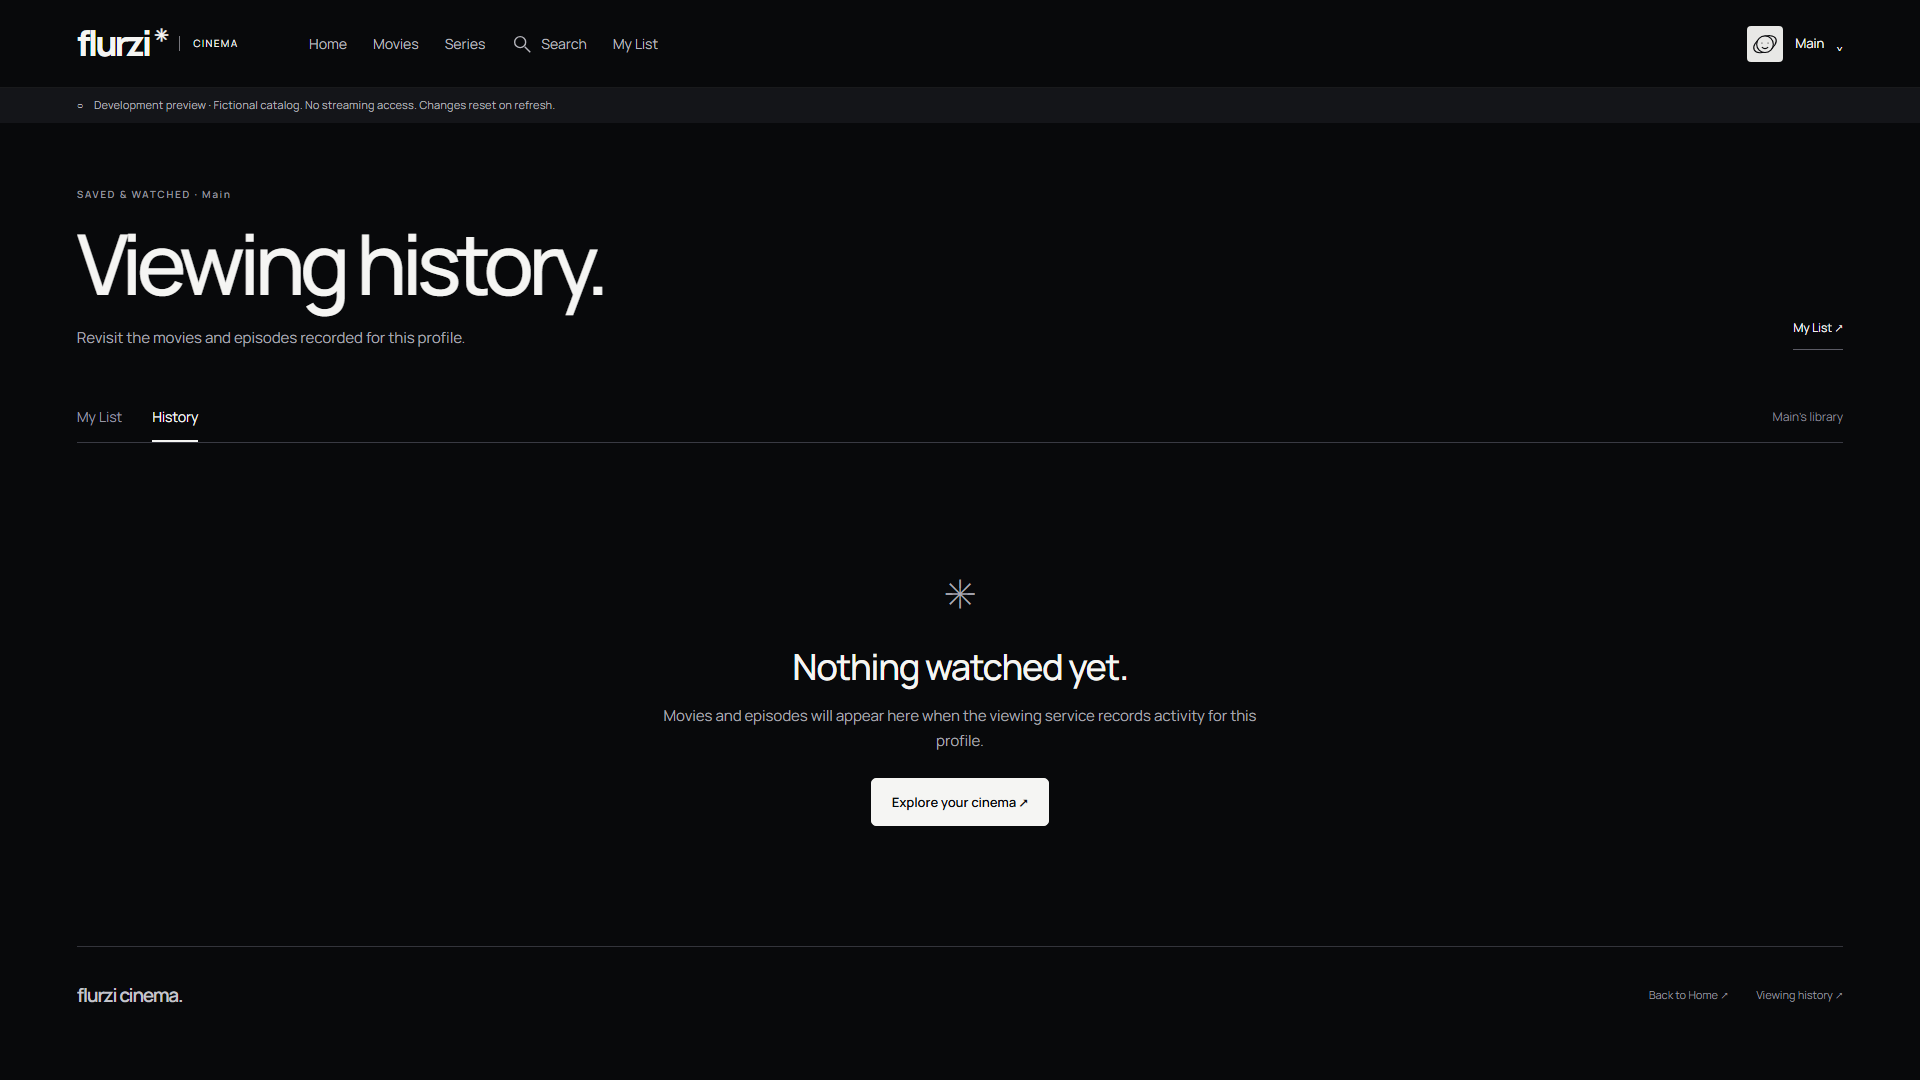 flurzi* | CINEMA
Home Movies Series Search My List
Main
Development preview · Fictional catalog. No streaming access. Changes reset on refresh.
SAVED & WATCHED · Main
Viewing history.
Revisit the movies and episodes recorded for this profile.
My List ↗
My List History
Main's library
Nothing watched yet.
Movies and episodes will appear here when the viewing service records activity for this
profile.
Explore your cinema ↗
flurzi cinema.
Back to Home ↗ Viewing history ↗